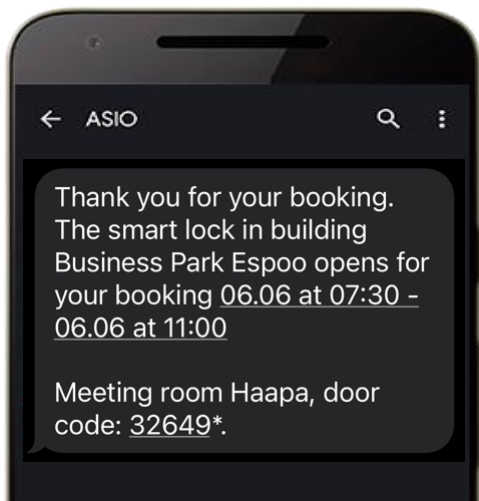 ASIO
Thank you for your booking.
The smart lock in building
Business Park Espoo opens for
your booking 06.06 at 07:30 -
06.06 at 11:00
Meeting room Haapa, door
code: 32649*.